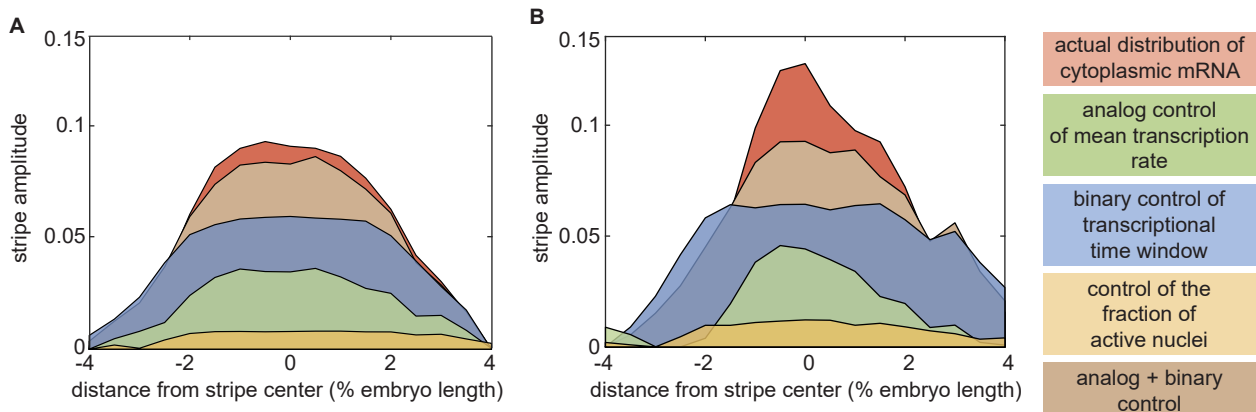 A
0.15
0.1
0.05
0
-4
-2
0
2
4
stripe amplitude
distance from stripe center (% embryo length)
B
0.15
0.1
0.05
0
-4
-2
0
2
4
stripe amplitude
distance from stripe center (% embryo length)
actual distribution of
cytoplasmic mRNA
analog control
of mean transcription
rate
binary control of
transcriptional
time window
control of the
fraction of
active nuclei
analog + binary
control